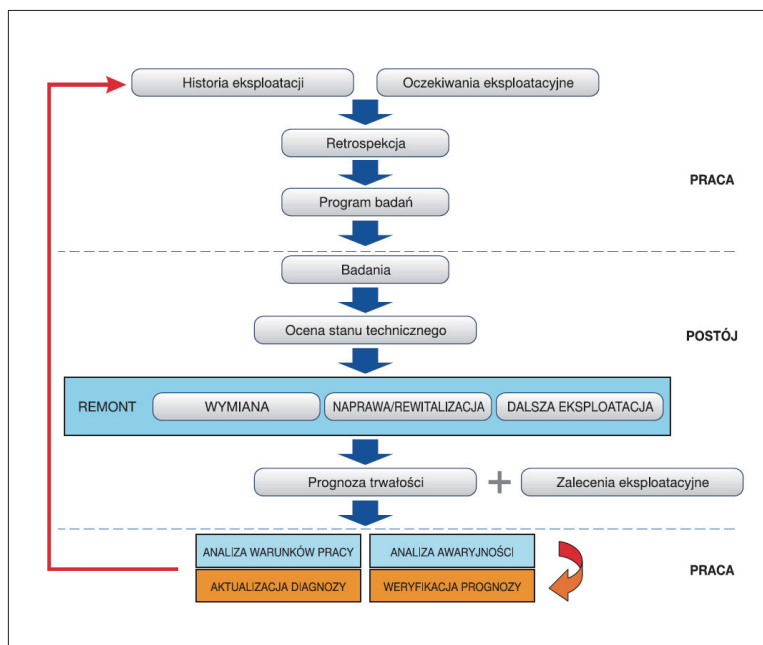 Historia eksploatacji
Oczekiwania eksploatacyjne
Retrospekcja
Program badań
PRACA
Badania
Ocena stanu technicznego
POSTÓJ
REMONT
WYMIANA
NAPRAWA/REWITALIZACJA
DALSZA EKSPLOATACJA
Prognoza trwałości
+
Zalecenia eksploatacyjne
ANALIZA WARUNKÓW PRACY
ANALIZA AWARYJNOŚCI
AKTUALIZACJA DIAGNOZY
WERYFIKACJA PROGNOZY
PRACA